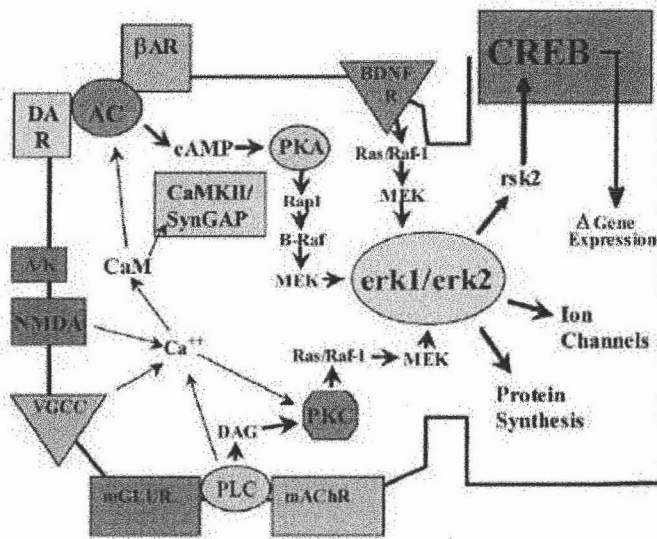 βAR
CREB
BDNF
R
DA
R
AC
cAMP
PKA
Ras/Raf-1
rsk2
CaMKII/
SynGAP
Rap1
MEK
Δ Gene
Expression
B-Raf
CaM
A/K
MEK
erk1/erk2
NMDA
Ca++
Ion
Channels
Ras/Raf-1
MEK
VGCC
PKC
Protein
Synthesis
DAG
mGLUR
PLC
mAChR